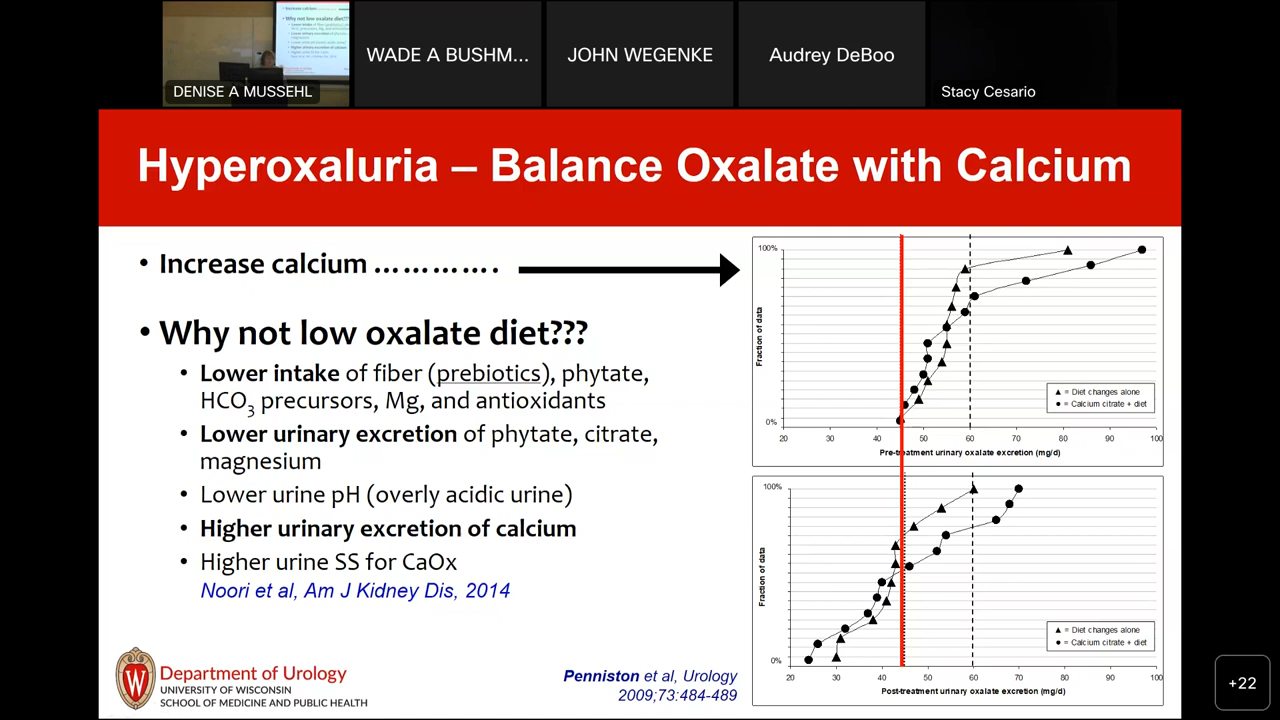 DENISE A MUSSEHL
WADE A BUSHM...
JOHN WEGENKE
Audrey DeBoo
Stacy Cesario
Hyperoxaluria – Balance Oxalate with Calcium
• Increase calcium ………….
• Why not low oxalate diet???
• Lower intake of fiber (prebiotics), phytate,
HCO3 precursors, Mg, and antioxidants
• Lower urinary excretion of phytate, citrate,
magnesium
• Lower urine pH (overly acidic urine)
• Higher urinary excretion of calcium
• Higher urine SS for CaOx
Noori et al, Am J Kidney Dis, 2014
100%
Fraction of data
0%
▲ = Diet changes alone
● = Calcium citrate + diet
20 30 40 50 60 70 80 90 100
Pre-treatment urinary oxalate excretion (mg/d)
100%
Fraction of data
0%
▲ = Diet changes alone
● = Calcium citrate + diet
20 30 40 50 60 70 80 90 100
Post-treatment urinary oxalate excretion (mg/d)
W
Department of Urology
UNIVERSITY OF WISCONSIN
SCHOOL OF MEDICINE AND PUBLIC HEALTH
Penniston et al, Urology
2009;73:484-489
+22